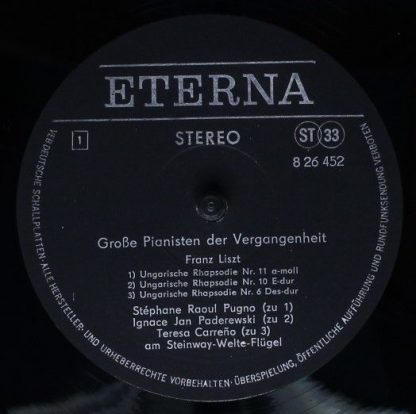 ETERNA
1
STEREO
ST 33
8 26 452
Große Pianisten der Vergangenheit
Franz Liszt
1) Ungarische Rhapsodie Nr. 11 a-moll
2) Ungarische Rhapsodie Nr. 10 E-dur
3) Ungarische Rhapsodie Nr. 6 Des-dur
Stéphane Raoul Pugno (zu 1)
Ignace Jan Paderewski (zu 2)
Teresa Carreño (zu 3)
am Steinway-Welte-Flügel
VEB DEUTSCHE SCHALLPLATTEN·ALLE HERSTELLER- UND URHEBERRECHTE VORBEHALTEN·ÜBERSPIELUNG, ÖFFENTLICHE AUFFÜHRUNG UND RUNDFUNKSENDUNG VERBOTEN